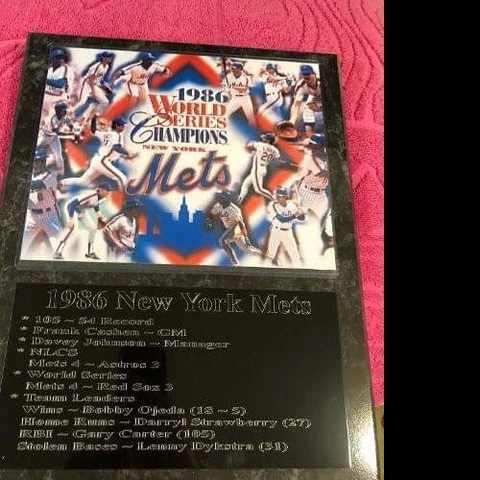 1986
WORLD
SERIES
CHAMPIONS
NEW YORK
Mets
1986 New York Mets
* 105 ~ 54 Record
* Frank Cashen ~ GM
* Davey Johnson ~ Manager
* NLCS
Mets 4 ~ Astros 3
* World Series
Mets 4 ~ Red Sox 3
* Team Leaders
Wins ~ Bobby Ojeda (18 ~ 5)
Home Runs ~ Darryl Strawberry (27)
RBI ~ Gary Carter (105)
Stolen Bases ~ Lenny Dykstra (31)